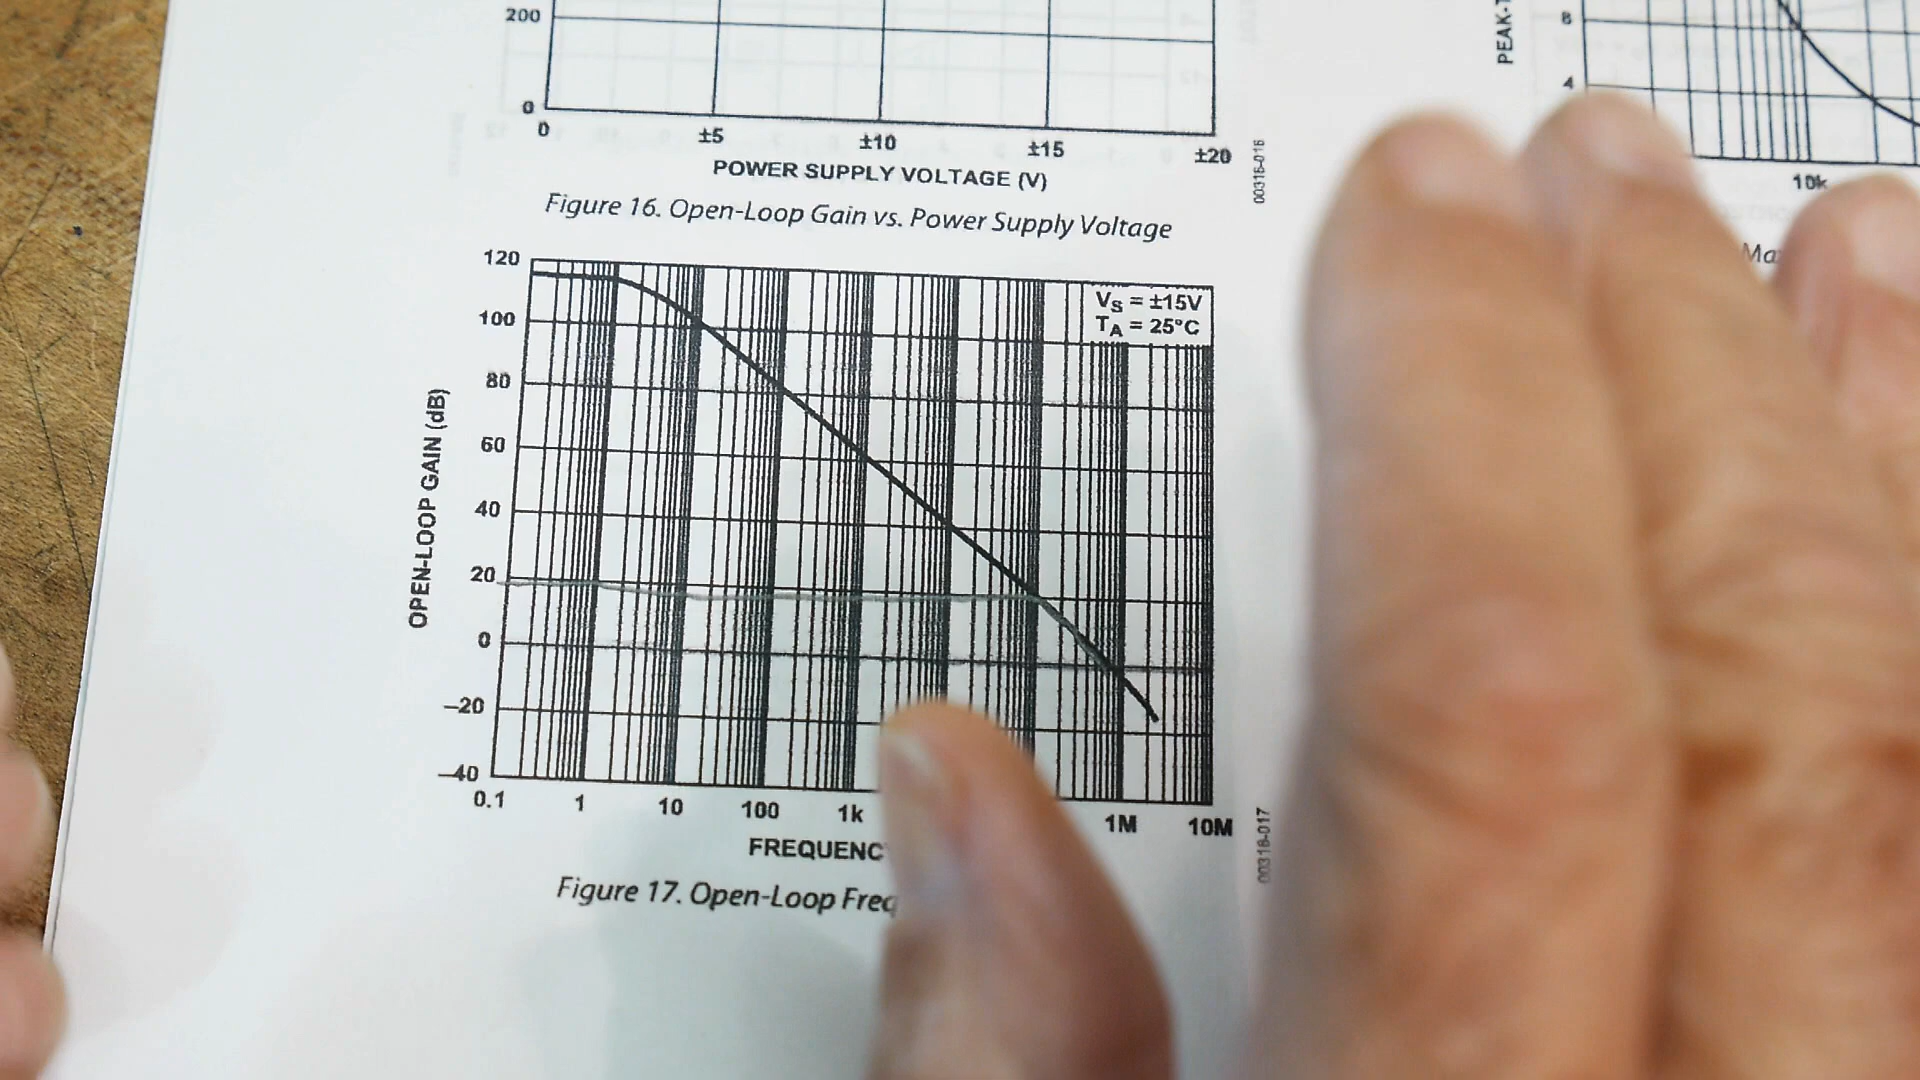 200
0
0 ±5 ±10 ±15 ±20
POWER SUPPLY VOLTAGE (V)
00316-016
Figure 16. Open-Loop Gain vs. Power Supply Voltage
120
100
80
60
40
20
0
–20
–40
OPEN-LOOP GAIN (dB)
VS = ±15V
TA = 25°C
0.1 1 10 100 1k 1M 10M
FREQUENC
00318-017
Figure 17. Open-Loop Freq
PEAK-T
8
4
10k
Ma